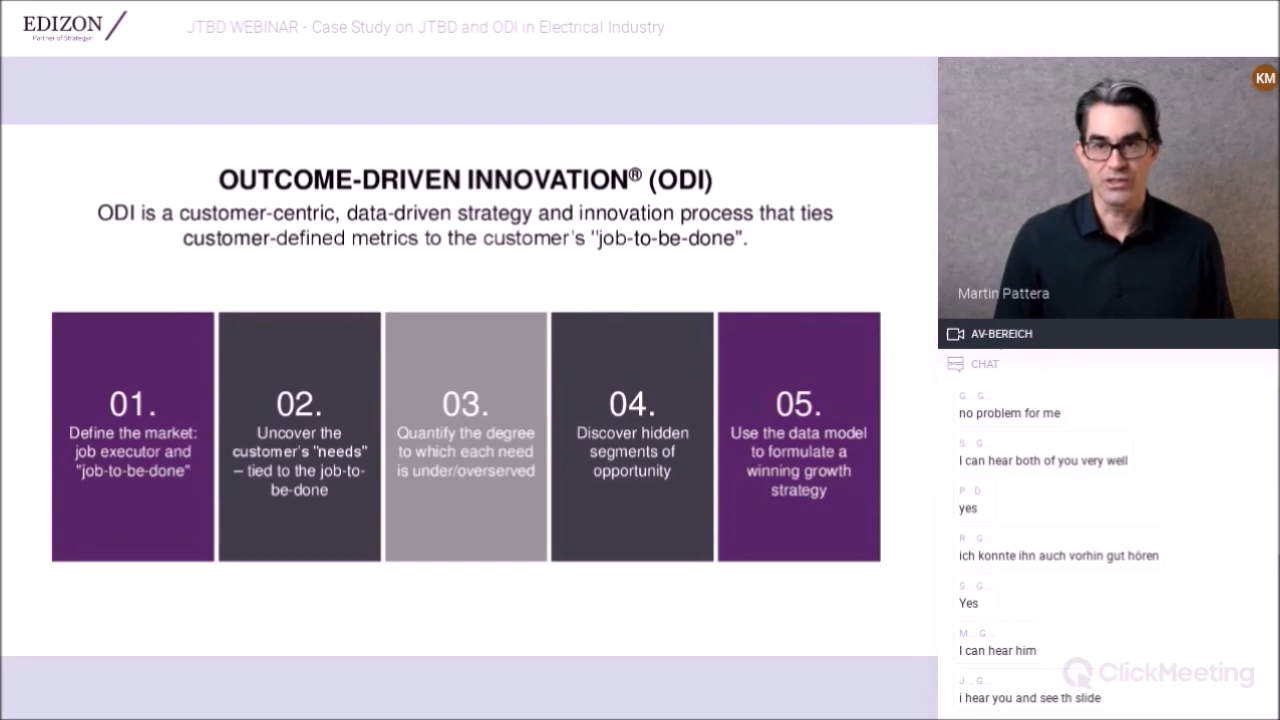 EDIZON
Partner of Strategyn
JTBD WEBINAR - Case Study on JTBD and ODI in Electrical Industry
OUTCOME-DRIVEN INNOVATION® (ODI)
ODI is a customer-centric, data-driven strategy and innovation process that ties
customer-defined metrics to the customer's "job-to-be-done".
01.
Define the market:
job executor and
"job-to-be-done"
02.
Uncover the
customer's "needs"
– tied to the job-to-
be-done
03.
Quantify the degree
to which each need
is under/overserved
04.
Discover hidden
segments of
opportunity
05.
Use the data model
to formulate a
winning growth
strategy
KM
Martin Pattera
AV-BEREICH
CHAT
G... G...
no problem for me
S... G...
I can hear both of you very well
P... D...
yes
R... G...
ich konnte ihn auch vorhin gut hören
S... G...
Yes
M... G...
I can hear him
J... G...
i hear you and see th slide
ClickMeeting